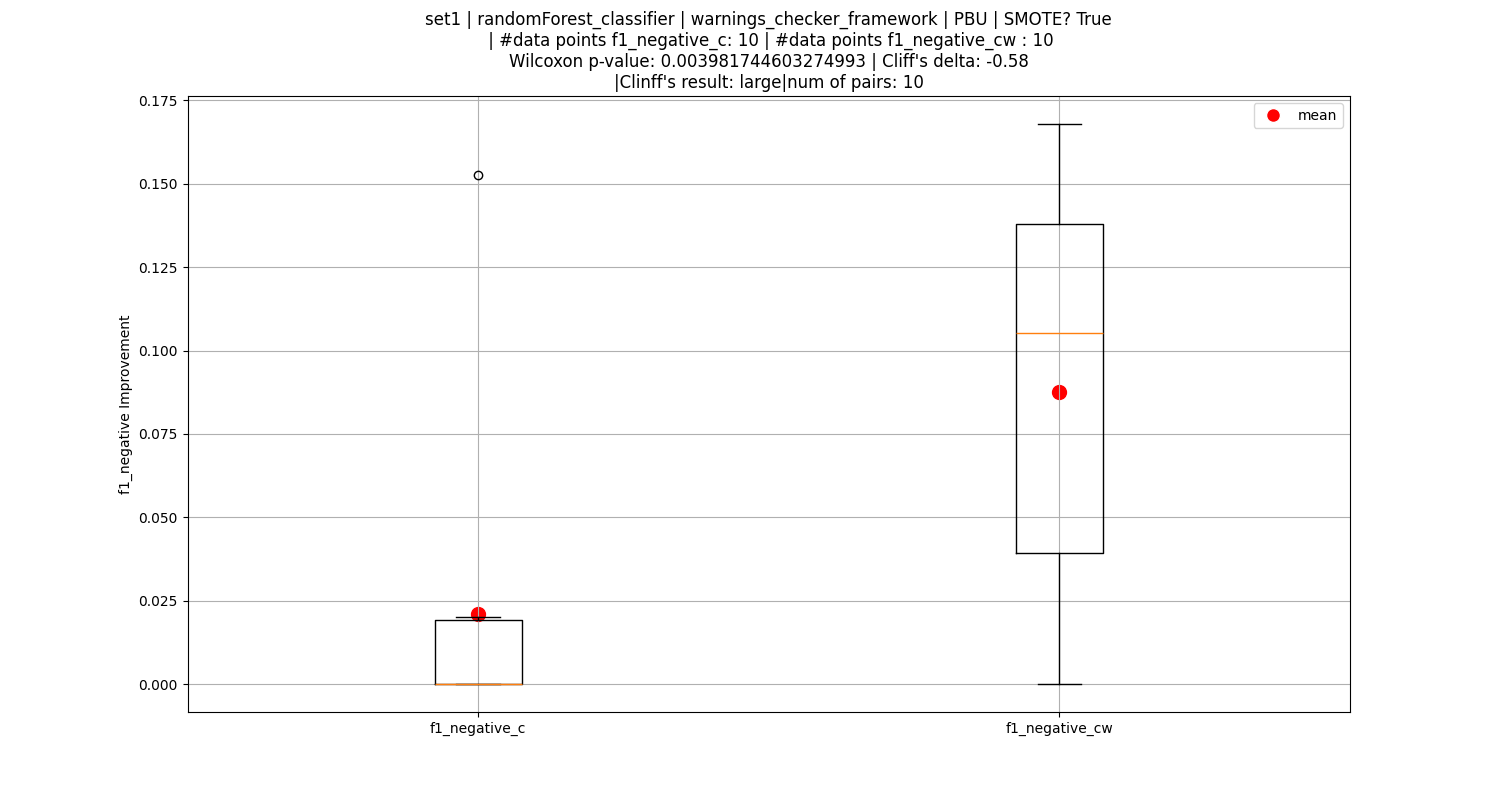 set1 | randomForest_classifier | warnings_checker_framework | PBU | SMOTE? True
| #data points f1_negative_c: 10 | #data points f1_negative_cw : 10
Wilcoxon p-value: 0.003981744603274993 | Cliff's delta: -0.58
|Clinff's result: large|num of pairs: 10
mean
0.175
0.150
0.125
0.100
0.075
0.050
0.025
0.000
f1_negative Improvement
f1_negative_c
f1_negative_cw